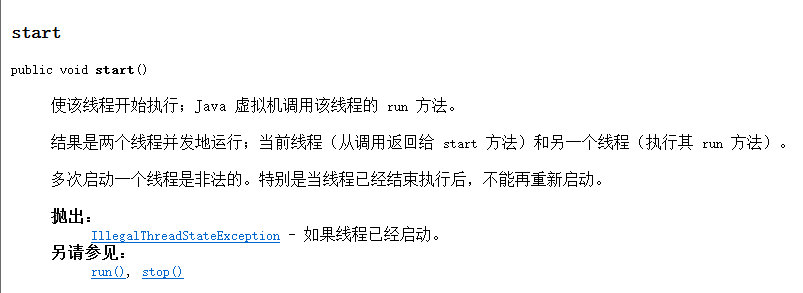 start
public void start()
使该线程开始执行；Java 虚拟机调用该线程的 run 方法。
结果是两个线程并发地运行；当前线程（从调用返回给 start 方法）和另一个线程（执行其 run 方法）。
多次启动一个线程是非法的。特别是当线程已经结束执行后，不能再重新启动。
抛出：
IllegalThreadStateException - 如果线程已经启动。
另请参见：
run(), stop()